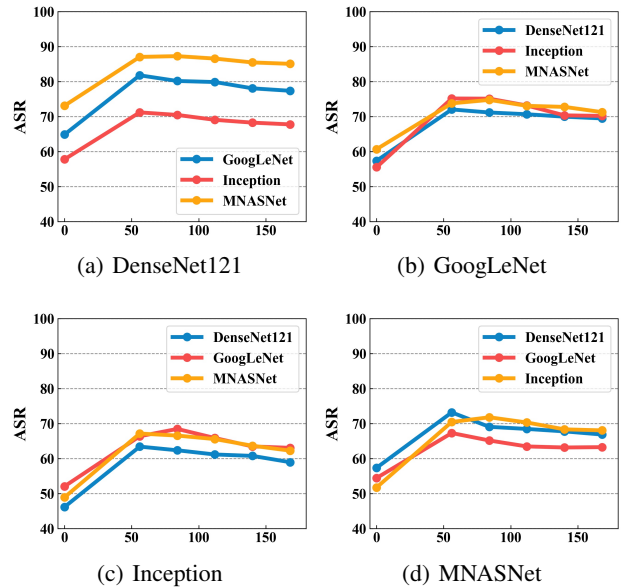 100
90
80
70
60
50
40
ASR
GoogLeNet
Inception
MNASNet
0 50 100 150
(a) DenseNet121
100
90
80
70
60
50
40
ASR
DenseNet121
Inception
MNASNet
0 50 100 150
(b) GoogLeNet
100
90
80
70
60
50
40
ASR
DenseNet121
GoogLeNet
MNASNet
0 50 100 150
(c) Inception
100
90
80
70
60
50
40
ASR
DenseNet121
GoogLeNet
Inception
0 50 100 150
(d) MNASNet